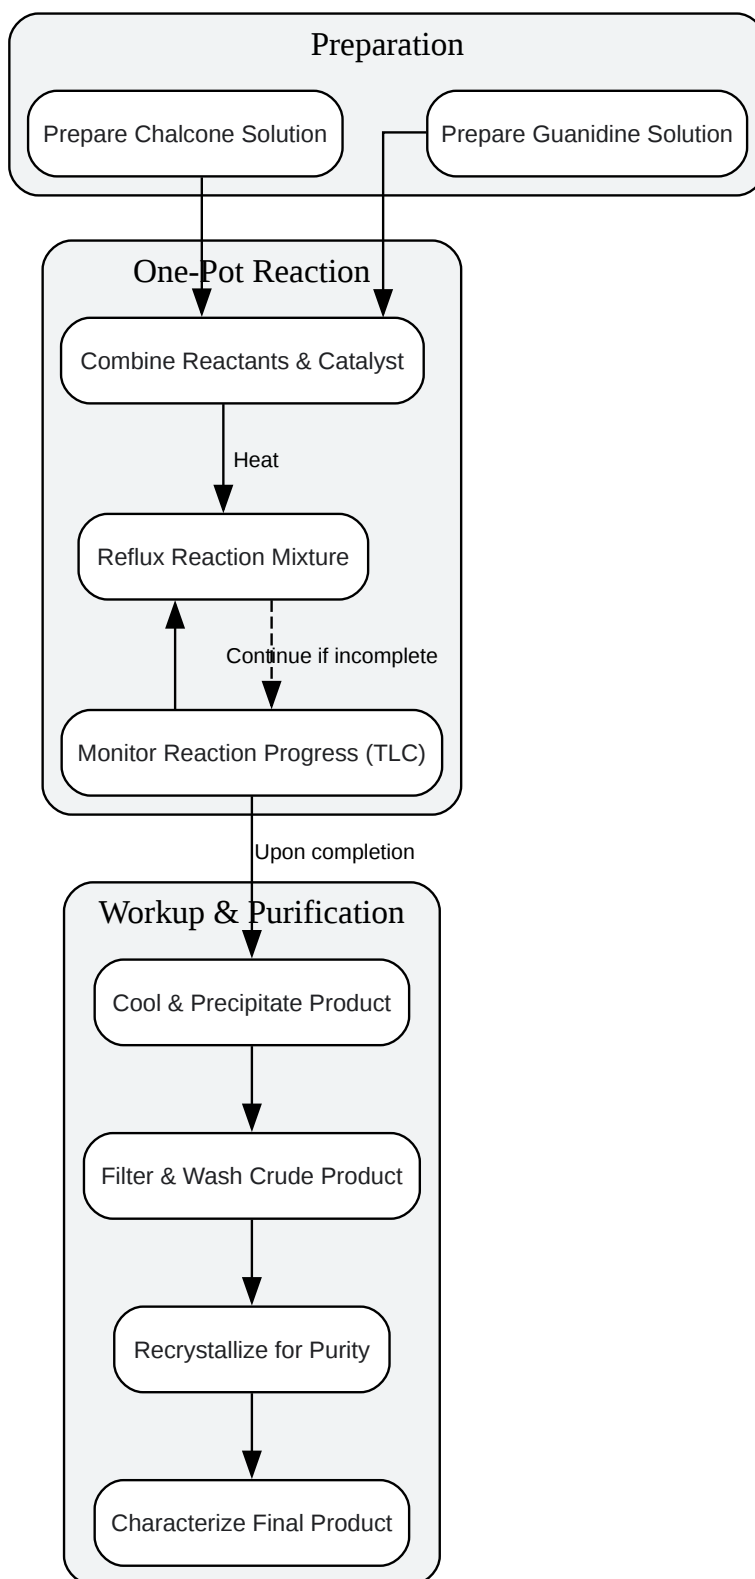 Preparation
Prepare Chalcone Solution
Prepare Guanidine Solution
One-Pot Reaction
Combine Reactants & Catalyst
Heat
Reflux Reaction Mixture
Continue if incomplete
Monitor Reaction Progress (TLC)
Upon completion
Workup & Purification
Cool & Precipitate Product
Filter & Wash Crude Product
Recrystallize for Purity
Characterize Final Product